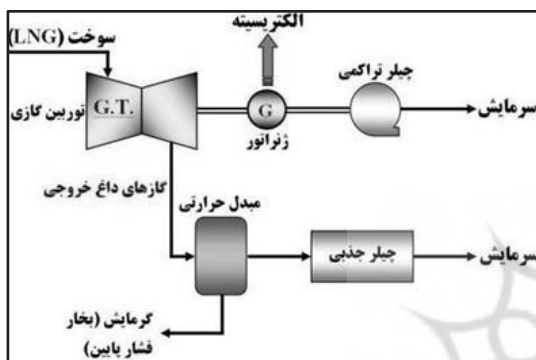 الکتریسیته
سوخت (LNG)
چیلر تراکمی
توربین گازی
G.T.
G
سرمایش
ژنراتور
گازهای داغ خروجی
مبدل حرارتی
چیلر جذبی
سرمایش
گرمایش (بخار
فشار پایین)